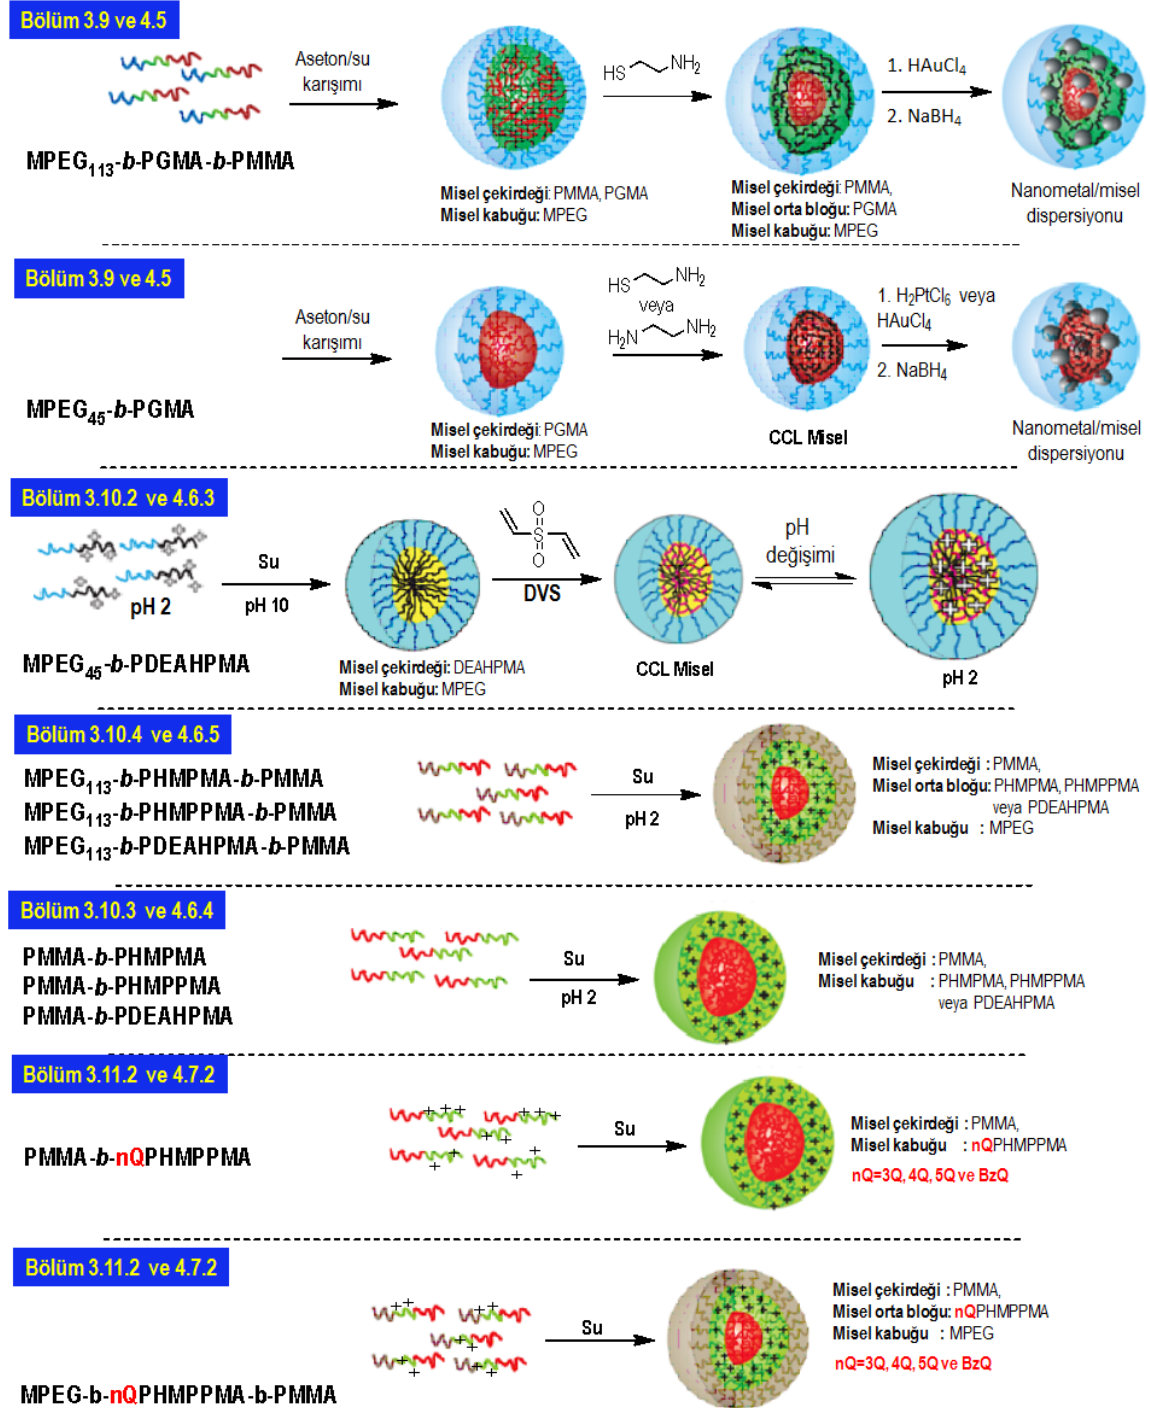 Bölüm 3.9 ve 4.5
Aseton/su
karışımı
HS
NH2
1. HAuCl4
2. NaBH4
MPEG113-b-PGMA-b-PMMA
Misel çekirdeği: PMMA, PGMA
Misel kabuğu: MPEG
Misel çekirdeği: PMMA,
Misel orta bloğu: PGMA
Misel kabuğu: MPEG
Nanometal/misel
dispersiyonu
Bölüm 3.9 ve 4.5
Aseton/su
karışımı
HS
NH2
veya
H2N
NH2
1. H2PtCl6 veya
HAuCl4
2. NaBH4
MPEG45-b-PGMA
Misel çekirdeği: PGMA
Misel kabuğu: MPEG
CCL Misel
Nanometal/misel
dispersiyonu
Bölüm 3.10.2 ve 4.6.3
pH 2
Su
pH 10
O
S
O
DVS
pH
değişimi
MPEG45-b-PDEAHPMA
Misel çekirdeği: DEAHPMA
Misel kabuğu: MPEG
CCL Misel
pH 2
Bölüm 3.10.4 ve 4.6.5
MPEG113-b-PHMPMA-b-PMMA
MPEG113-b-PHMPPMA-b-PMMA
MPEG113-b-PDEAHPMA-b-PMMA
Su
pH 2
Misel çekirdeği : PMMA,
Misel orta bloğu: PHMPMA, PHMPPMA
veya PDEAHPMA
Misel kabuğu : MPEG
Bölüm 3.10.3 ve 4.6.4
PMMA-b-PHMPMA
PMMA-b-PHMPPMA
PMMA-b-PDEAHPMA
Su
pH 2
Misel çekirdeği : PMMA,
Misel kabuğu : PHMPMA, PHMPPMA
veya PDEAHPMA
Bölüm 3.11.2 ve 4.7.2
PMMA-b-nQPHMPPMA
Su
Misel çekirdeği : PMMA,
Misel kabuğu : nQPHMPPMA
nQ=3Q, 4Q, 5Q ve BzQ
Bölüm 3.11.2 ve 4.7.2
Su
Misel çekirdeği : PMMA,
Misel orta bloğu: nQPHMPPMA
Misel kabuğu : MPEG
nQ=3Q, 4Q, 5Q ve BzQ
MPEG-b-nQPHMPPMA-b-PMMA